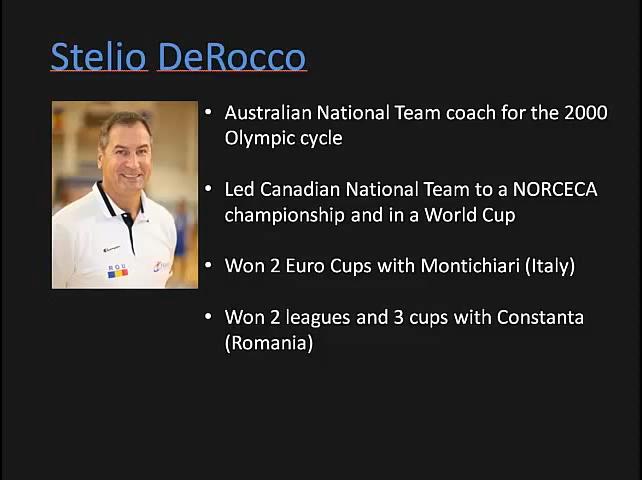 Stelio DeRocco
• Australian National Team coach for the 2000
Olympic cycle
• Led Canadian National Team to a NORCECA
championship and in a World Cup
• Won 2 Euro Cups with Montichiari (Italy)
• Won 2 leagues and 3 cups with Constanta
(Romania)
ROU